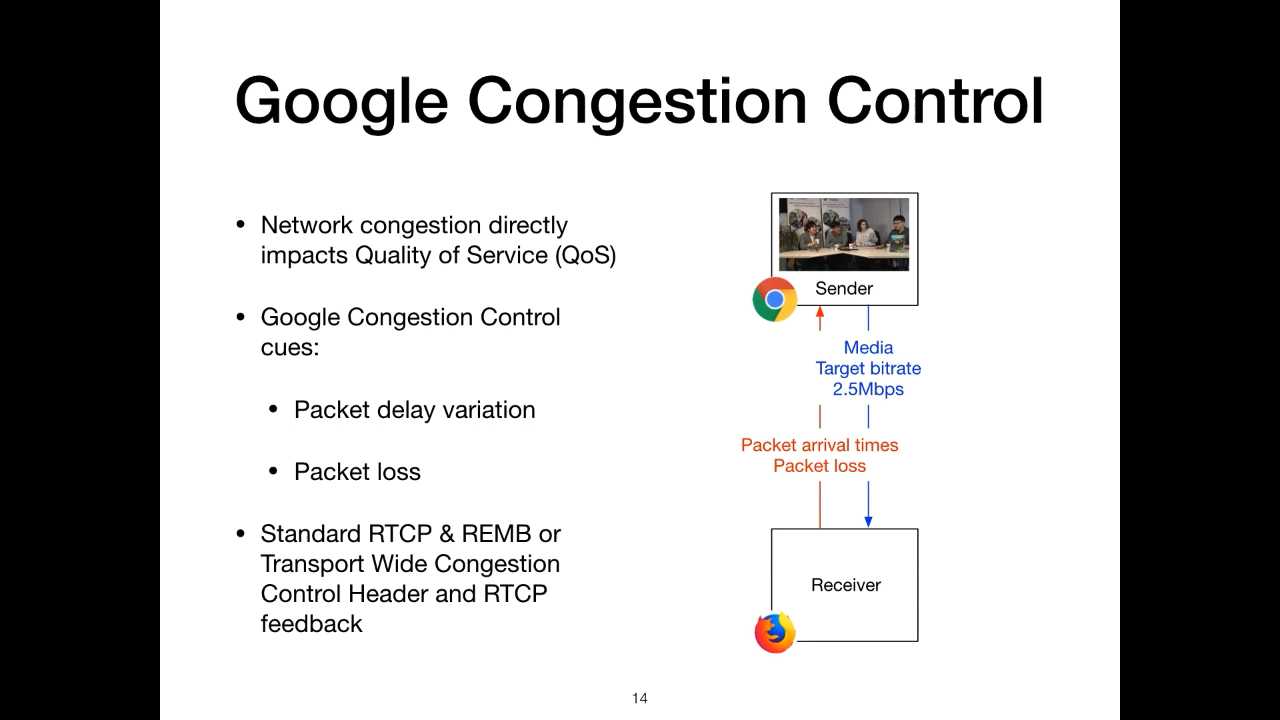 Google Congestion Control
• Network congestion directly
impacts Quality of Service (QoS)
• Google Congestion Control
cues:
• Packet delay variation
• Packet loss
• Standard RTCP & REMB or
Transport Wide Congestion
Control Header and RTCP
feedback
Sender
Media
Target bitrate
2.5Mbps
Packet arrival times
Packet loss
Receiver
14